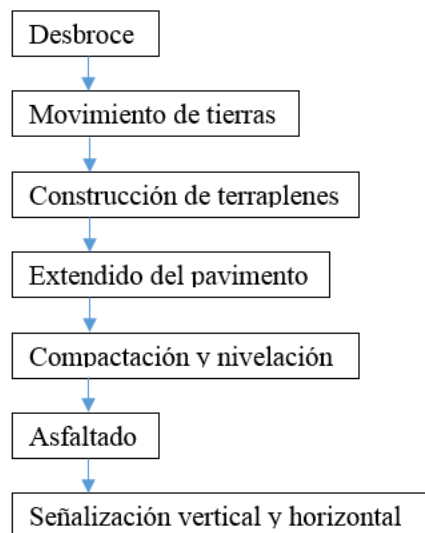 Desbroce
Movimiento de tierras
Construcción de terraplenes
Extendido del pavimento
Compactación y nivelación
Asfaltado
Señalización vertical y horizontal